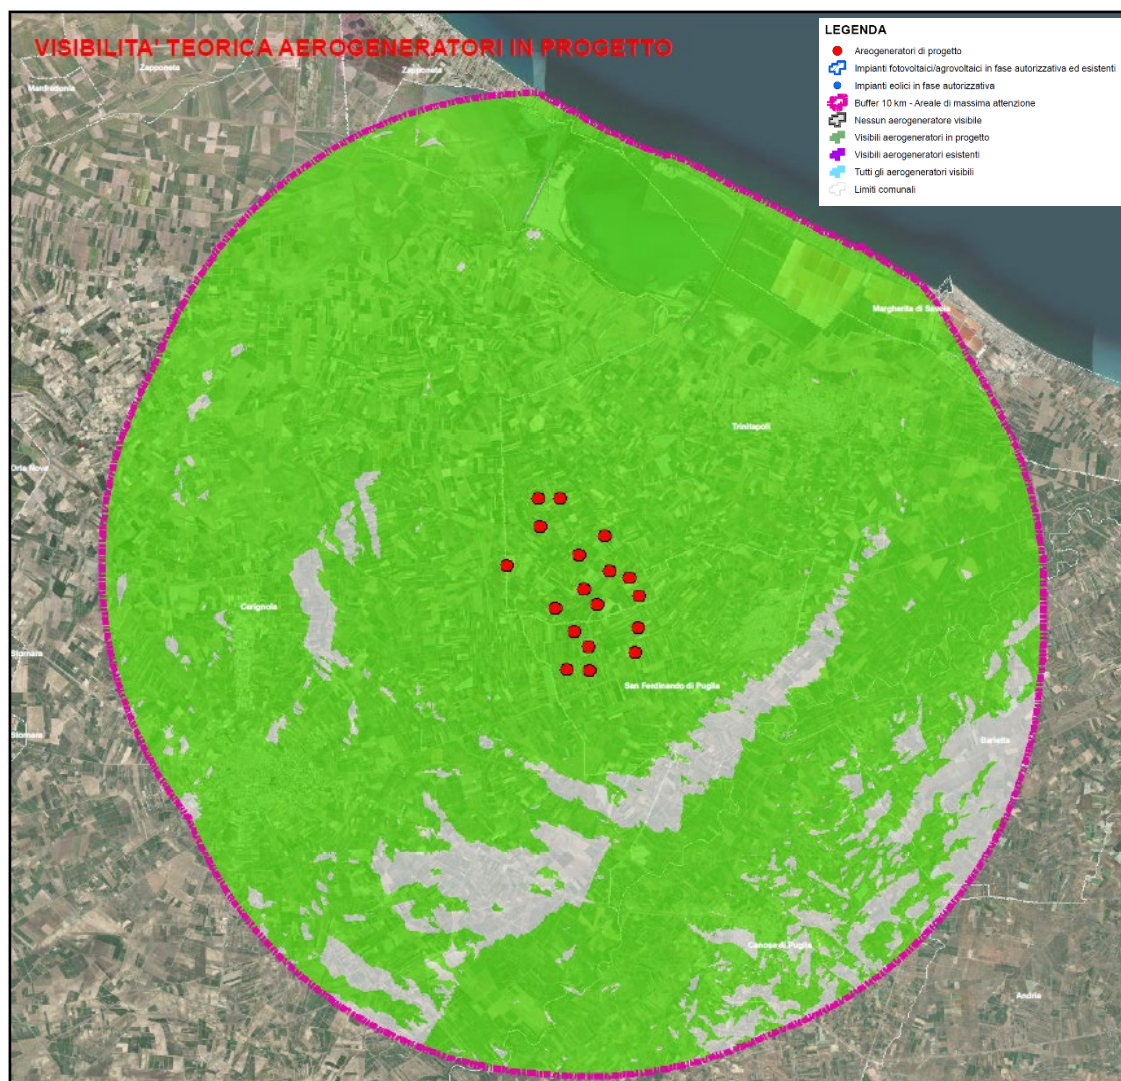 VISIBILITA' TEORICA AEROGENERATORI IN PROGETTO
LEGENDA
Areogeneratori di progetto
Impianti fotovoltaici/agrovoltaici in fase autorizzativa ed esistenti
Impianti eolici in fase autorizzativa
Buffer 10 km - Areale di massima attenzione
Nessun aerogeneratore visibile
Visibili aerogeneratori in progetto
Visibili aerogeneratori esistenti
Tutti gli aerogeneratori visibili
Limiti comunali
Zapponeta
Zapponeta
Manfredonia
Margherita di Savoia
Trinitapoli
Orta Nova
Cerignola
Stornara
San Ferdinando di Puglia
Stornara
Barletta
Canosa di Puglia
Andria